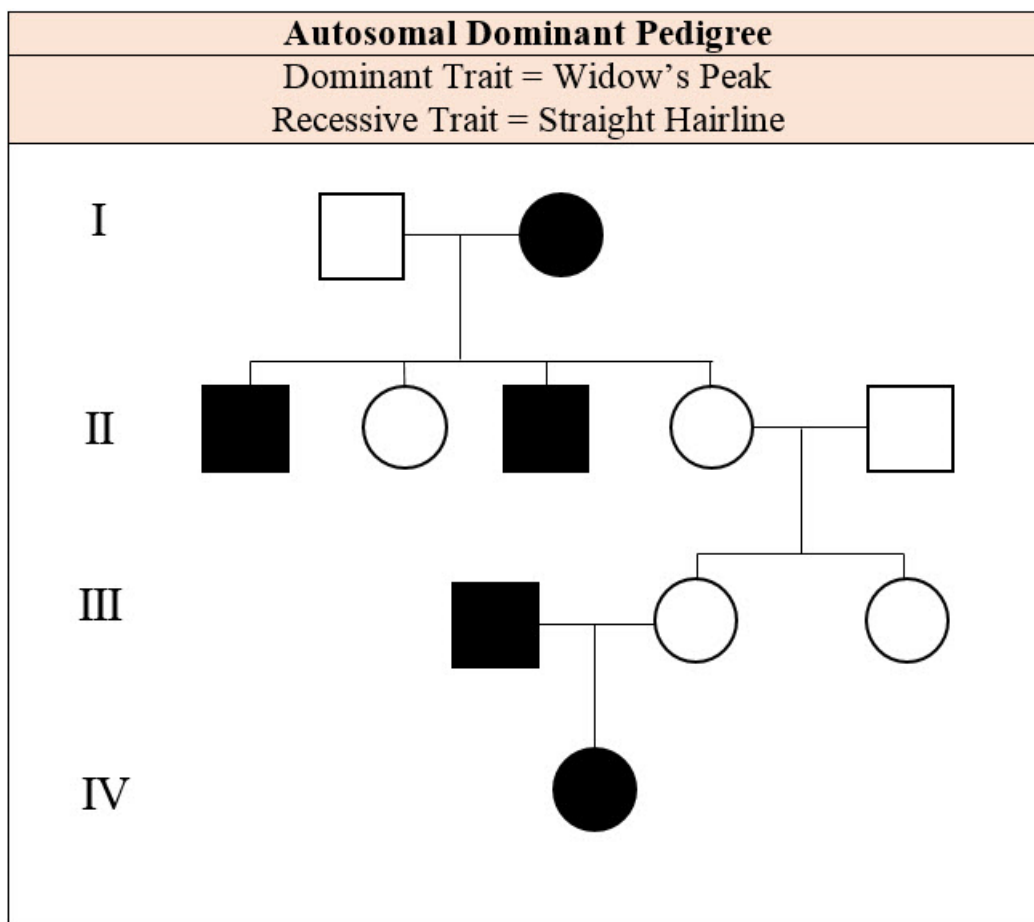 Autosomal Dominant Pedigree
Dominant Trait = Widow’s Peak
Recessive Trait = Straight Hairline
I
II
III
IV